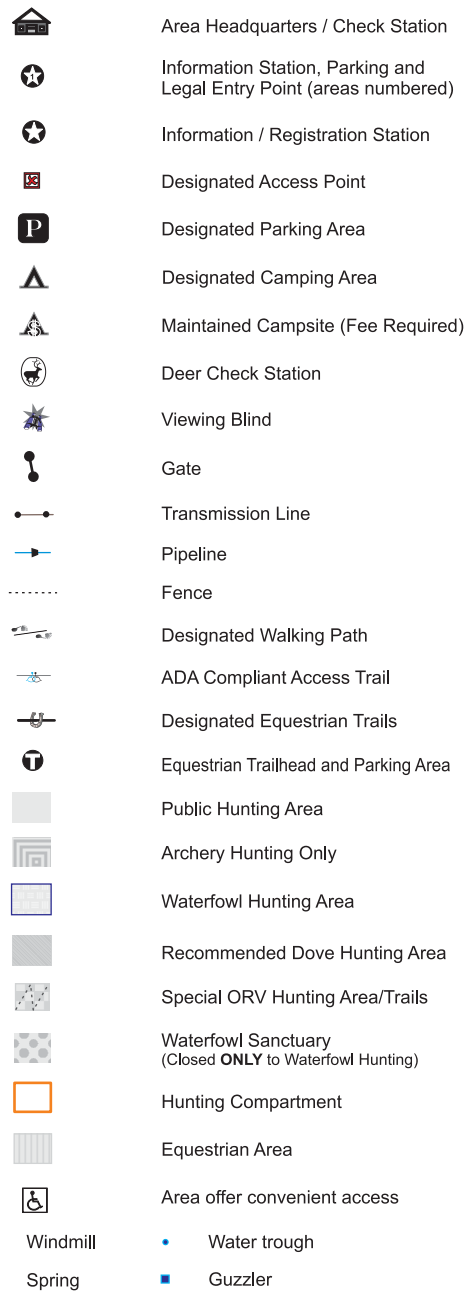 Area Headquarters / Check Station
1
Information Station, Parking and
Legal Entry Point (areas numbered)
Information / Registration Station
Designated Access Point
P
Designated Parking Area
Designated Camping Area
$
Maintained Campsite (Fee Required)
Deer Check Station
Viewing Blind
Gate
Transmission Line
Pipeline
Fence
Designated Walking Path
ADA Compliant Access Trail
Designated Equestrian Trails
T
Equestrian Trailhead and Parking Area
Public Hunting Area
Archery Hunting Only
Waterfowl Hunting Area
Recommended Dove Hunting Area
Special ORV Hunting Area/Trails
Waterfowl Sanctuary
(Closed ONLY to Waterfowl Hunting)
Hunting Compartment
Equestrian Area
Area offer convenient access
Windmill Water trough
Spring Guzzler